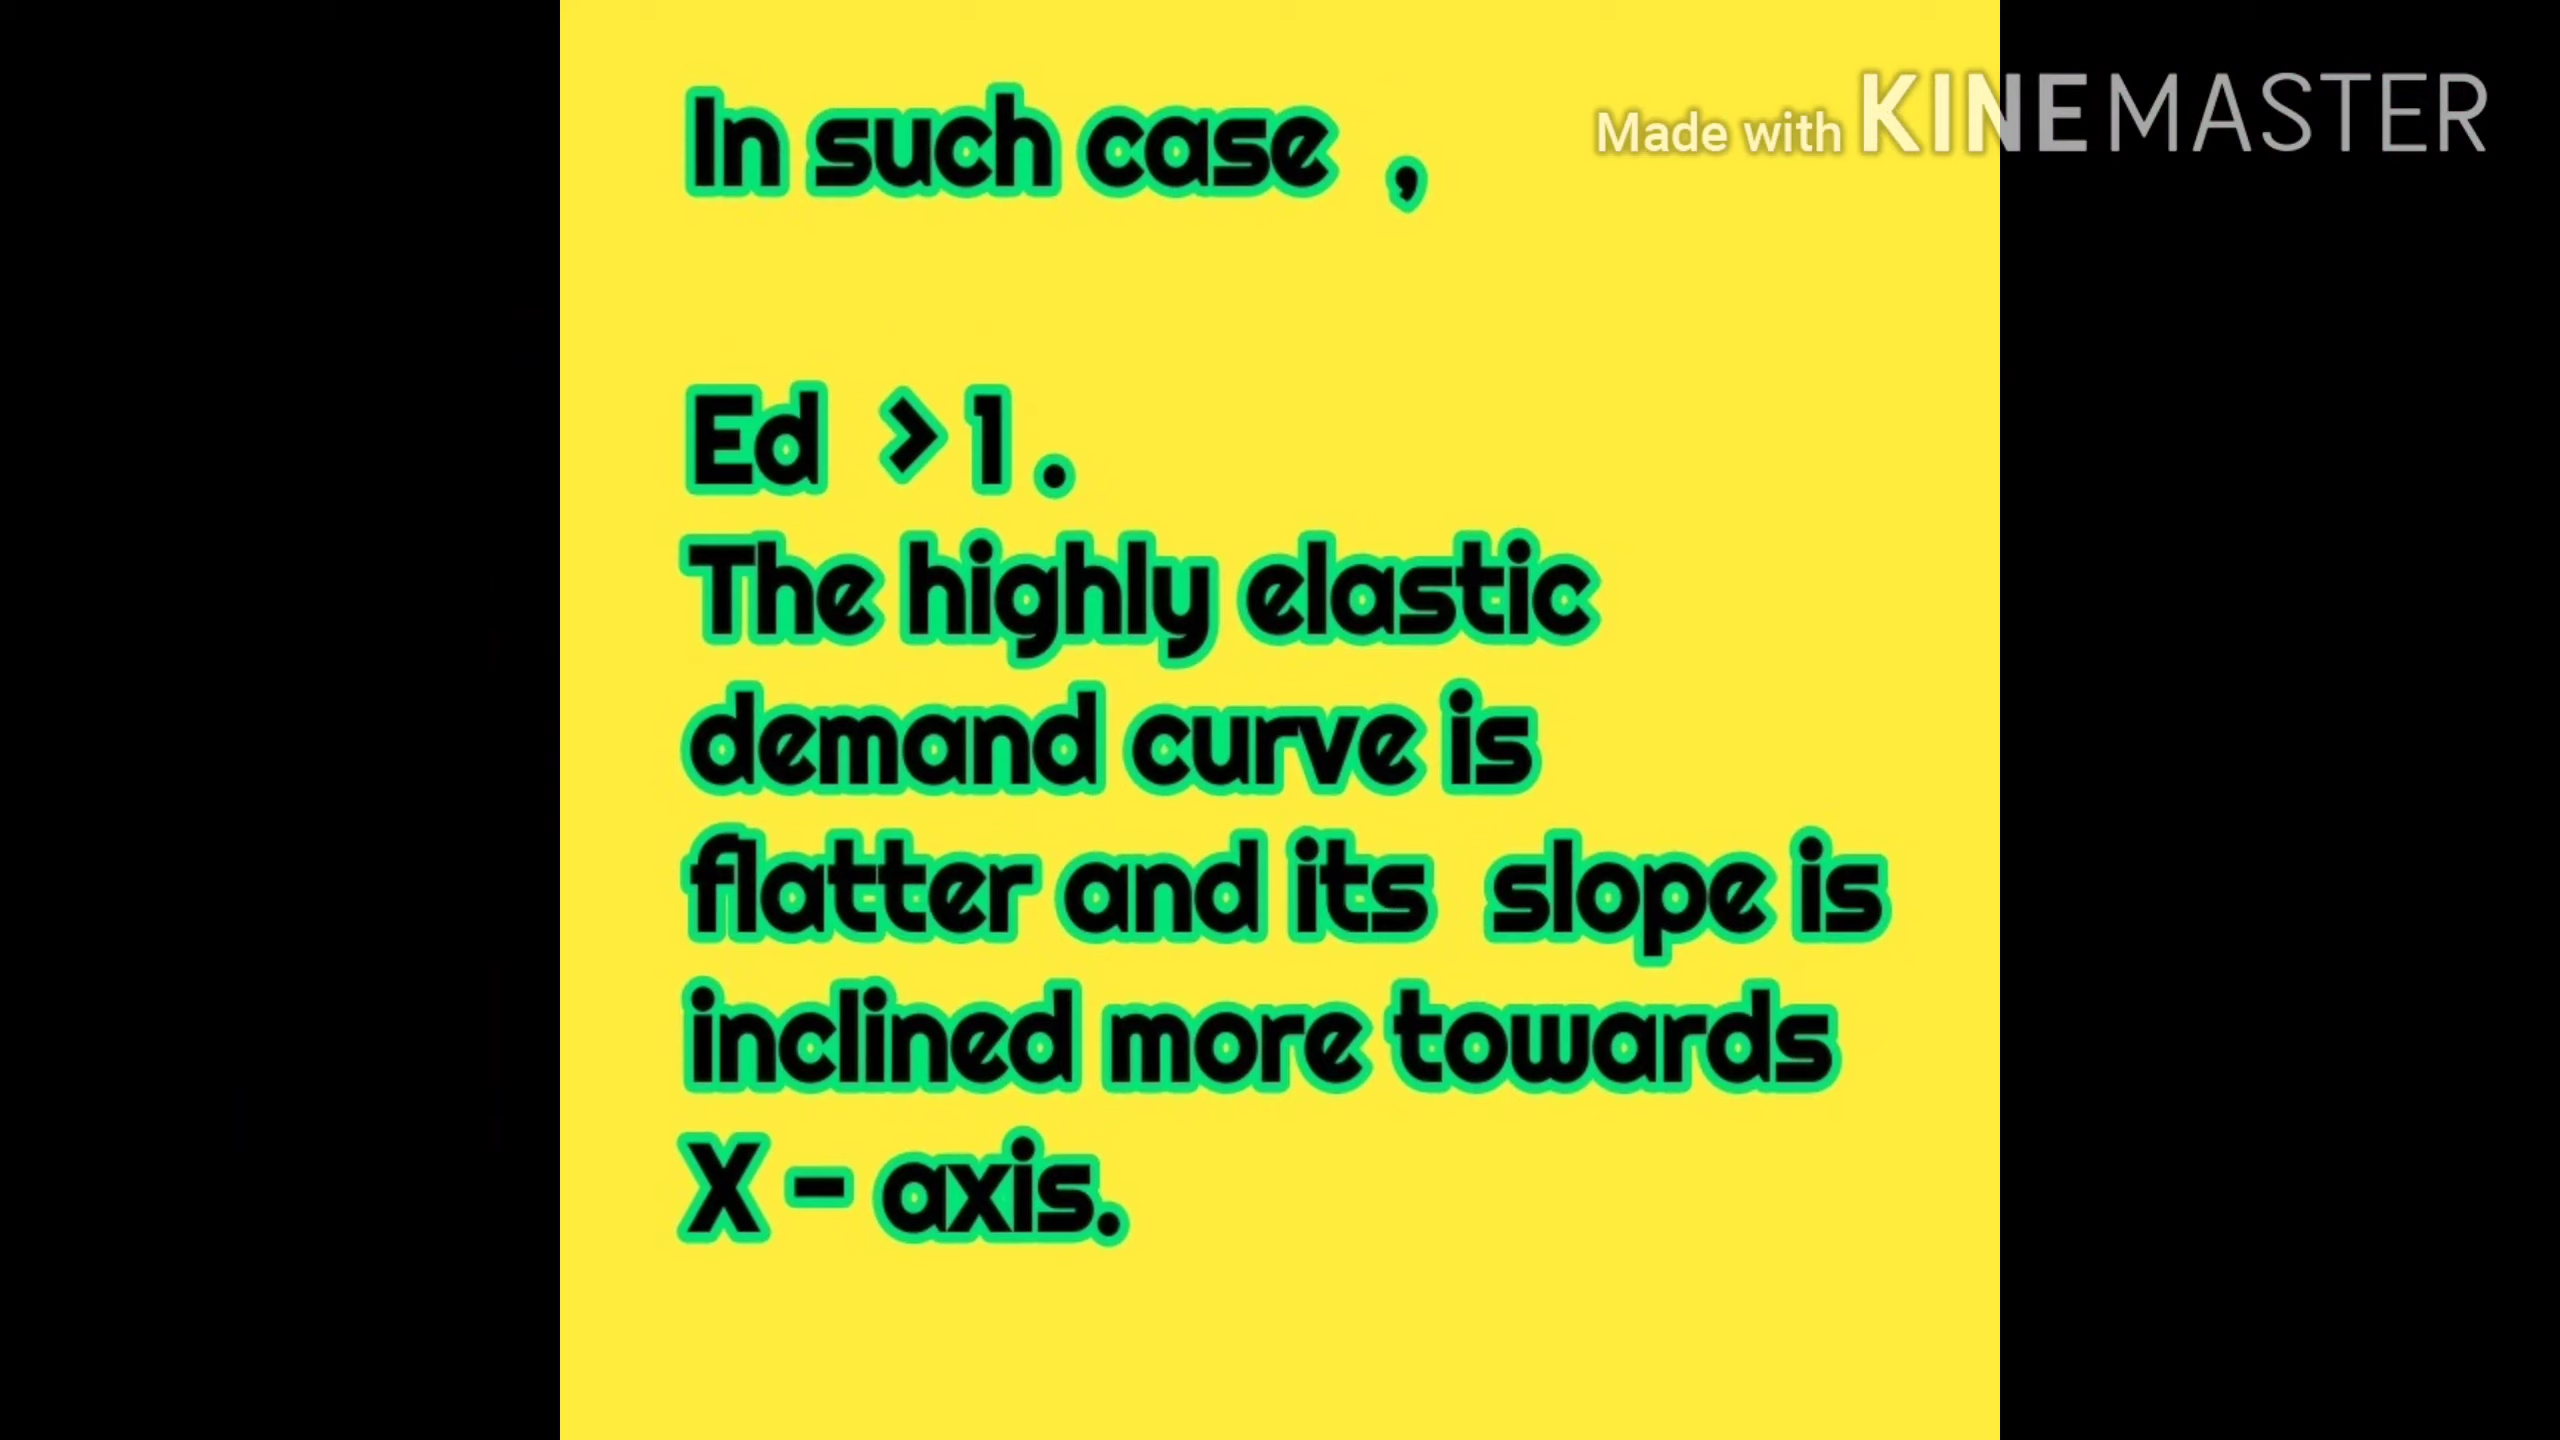 In such case ,
Made with KINEMASTER
Ed > 1 .
The highly elastic
demand curve is
flatter and its slope is
inclined more towards
X - axis.